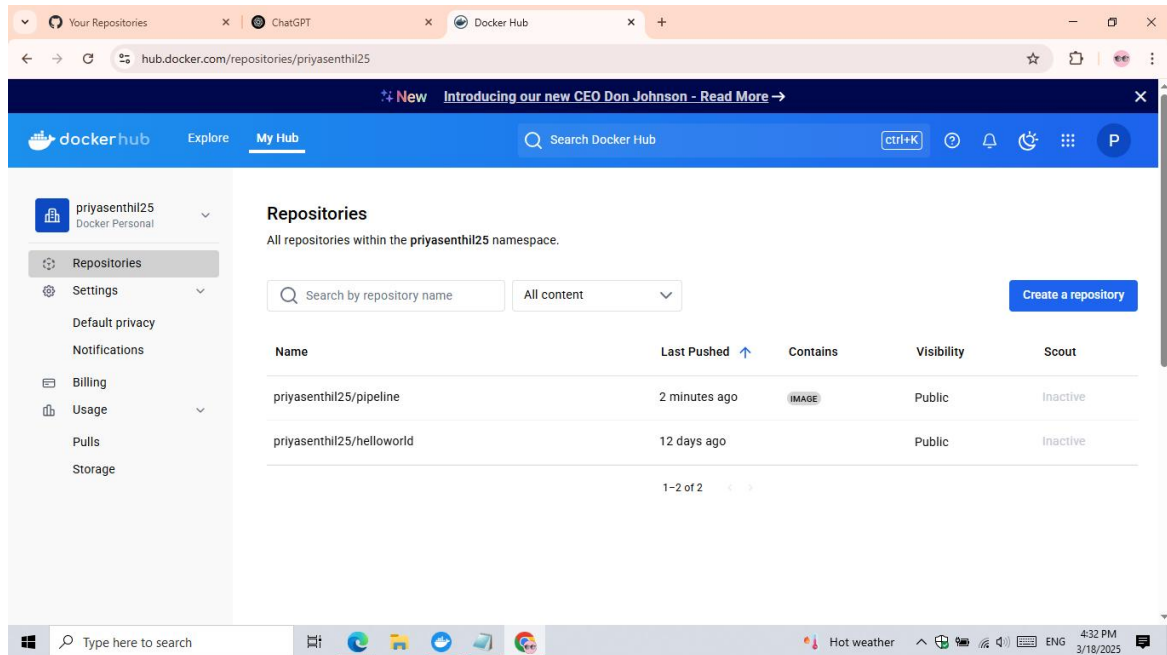 Your Repositories
ChatGPT
Docker Hub
hub.docker.com/repositories/priyasenthil25
New Introducing our new CEO Don Johnson - Read More →
dockerhub Explore My Hub Search Docker Hub ctrl+K P
priyasenthil25
Docker Personal
Repositories
Settings
Default privacy
Notifications
Billing
Usage
Pulls
Storage
Repositories
All repositories within the priyasenthil25 namespace.
Search by repository name All content Create a repository
Name Last Pushed Contains Visibility Scout
priyasenthil25/pipeline 2 minutes ago IMAGE Public Inactive
priyasenthil25/helloworld 12 days ago Public Inactive
1–2 of 2
Type here to search Hot weather ENG 4:32 PM
3/18/2025